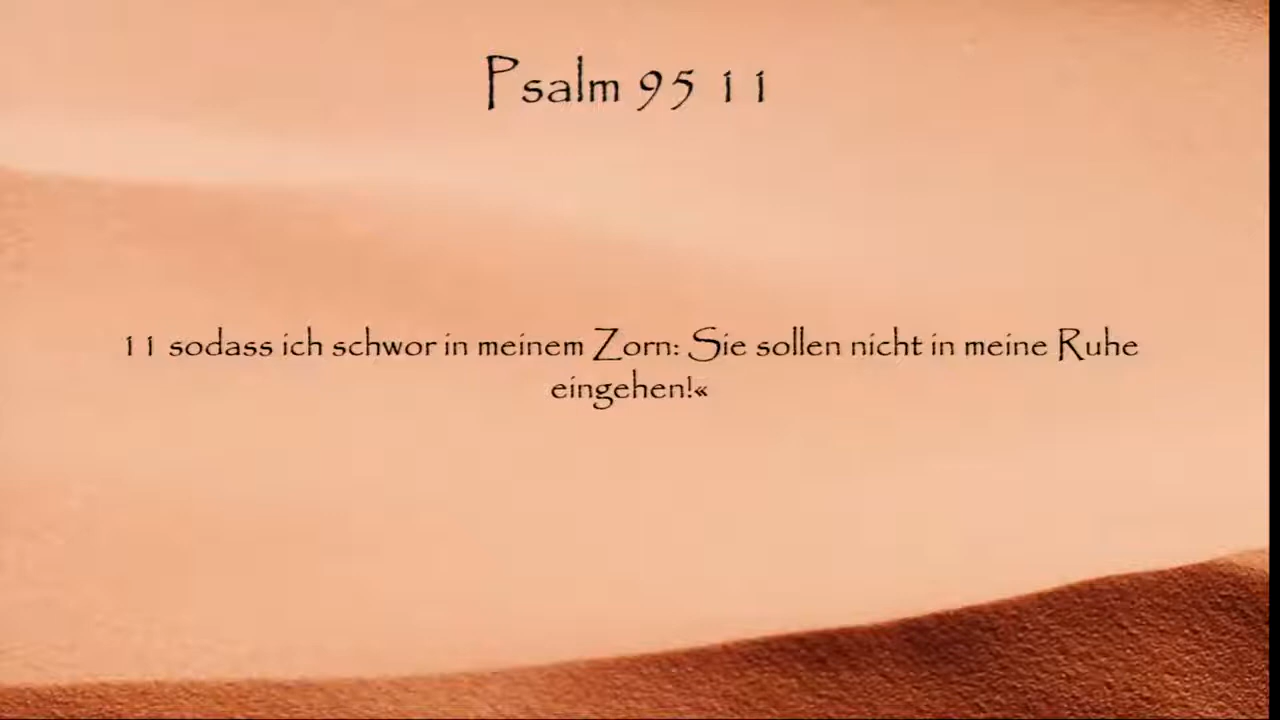 Psalm 95 11
11 sodass ich schwor in meinem Zorn: Sie sollen nicht in meine Ruhe
eingehen!«